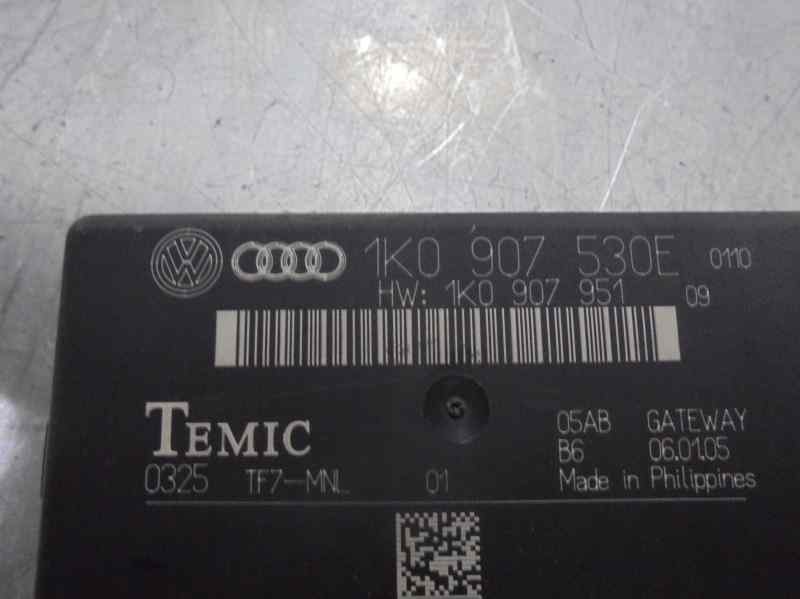 1K0 907 530E 0110
HW: 1K0 907 951 09
TEMIC
05AB GATEWAY
B6 06.01.05
0325 TF7-MNL 01 Made in Philippines